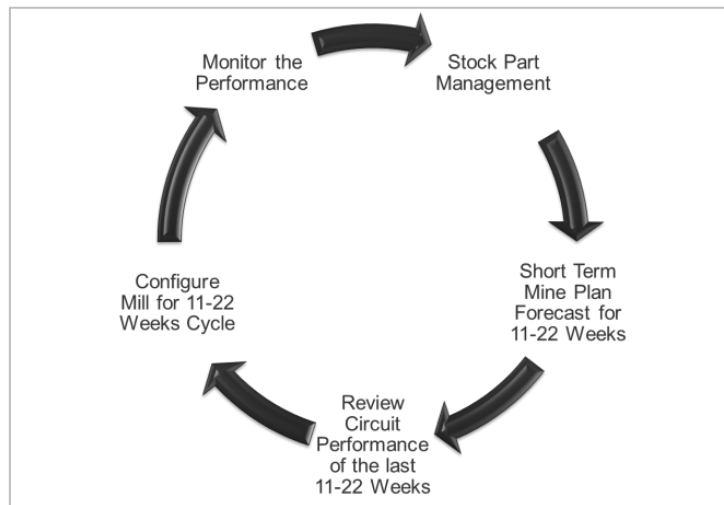 Monitor the
Performance
Stock Part
Management
Short Term
Mine Plan
Forecast for
11-22 Weeks
Review
Circuit
Performance
of the last
11-22 Weeks
Configure
Mill for 11-22
Weeks Cycle